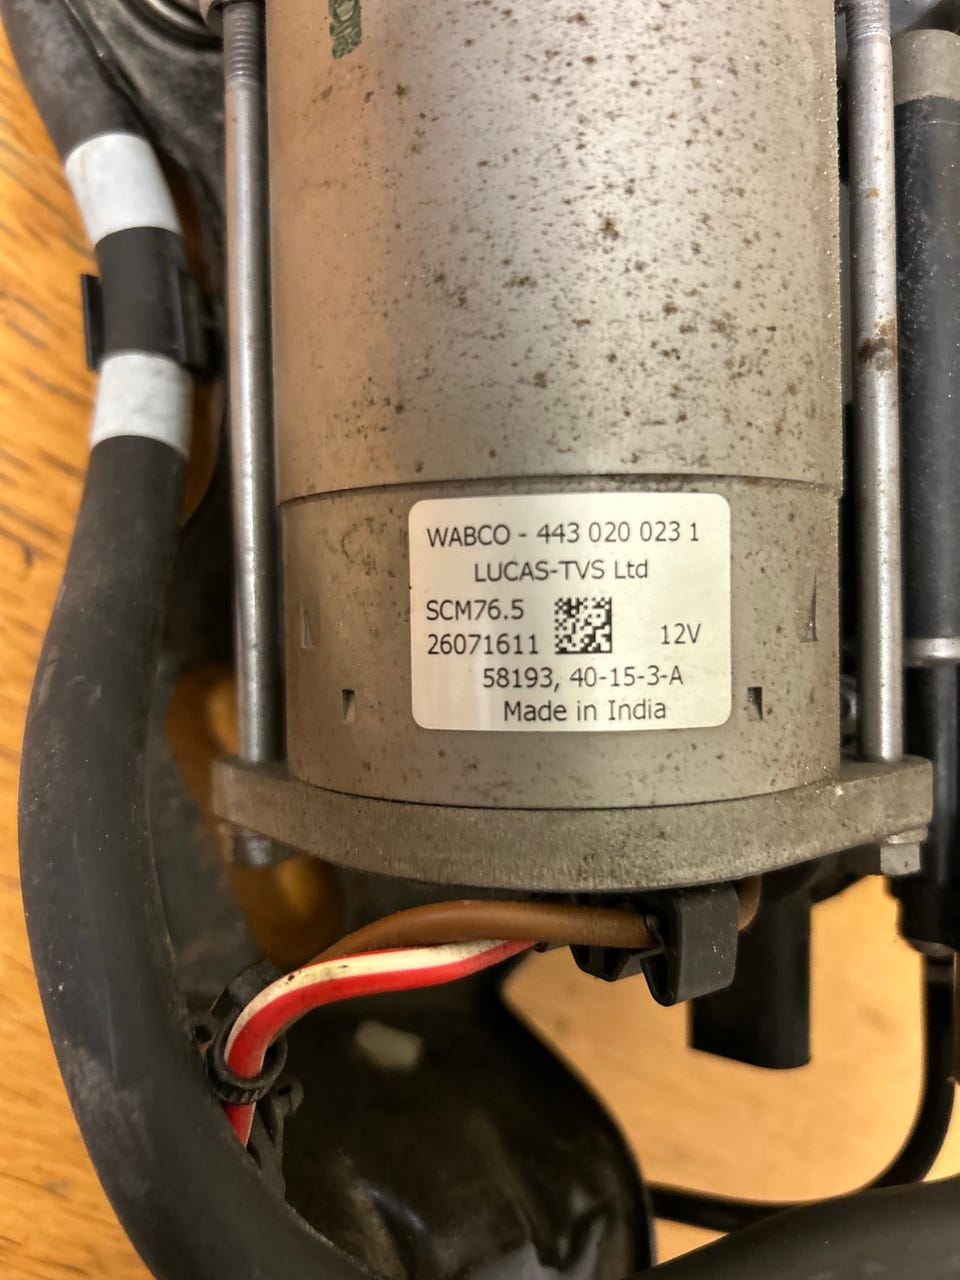 WABCO - 443 020 023 1
LUCAS-TVS Ltd
SCM76.5
26071611
12V
58193, 40-15-3-A
Made in India